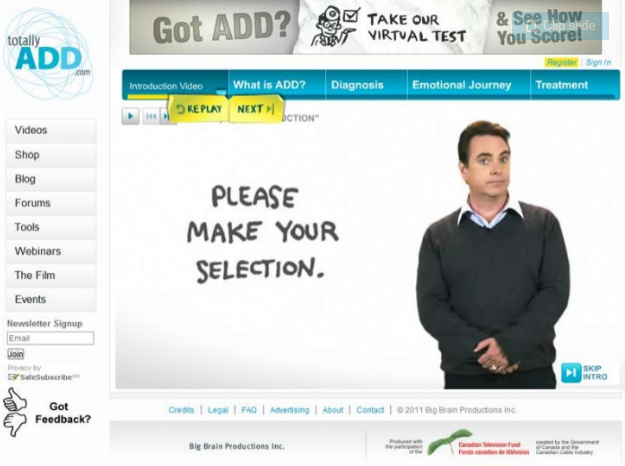 totally
ADD
.com
Got ADD?
TAKE OUR
VIRTUAL TEST
& See How
You Score!
Clip slide
Register | Sign In
Introduction Video
What is ADD?
Diagnosis
Emotional Journey
Treatment
REPLAY
NEXT
CTION"
PLEASE
MAKE YOUR
SELECTION.
SKIP
INTRO
Videos
Shop
Blog
Forums
Tools
Webinars
The Film
Events
Newsletter Signup
Email
Join
Privacy by
SafeSubscribe
Got
Feedback?
Credits | Legal | FAQ | Advertising | About | Contact | © 2011 Big Brain Productions Inc.
Big Brain Productions Inc.
Produced with
the participation
of the
Canadian Television Fund
Fonds canadien de télévision
created by the Government
of Canada and the
Canadian Cable Industry